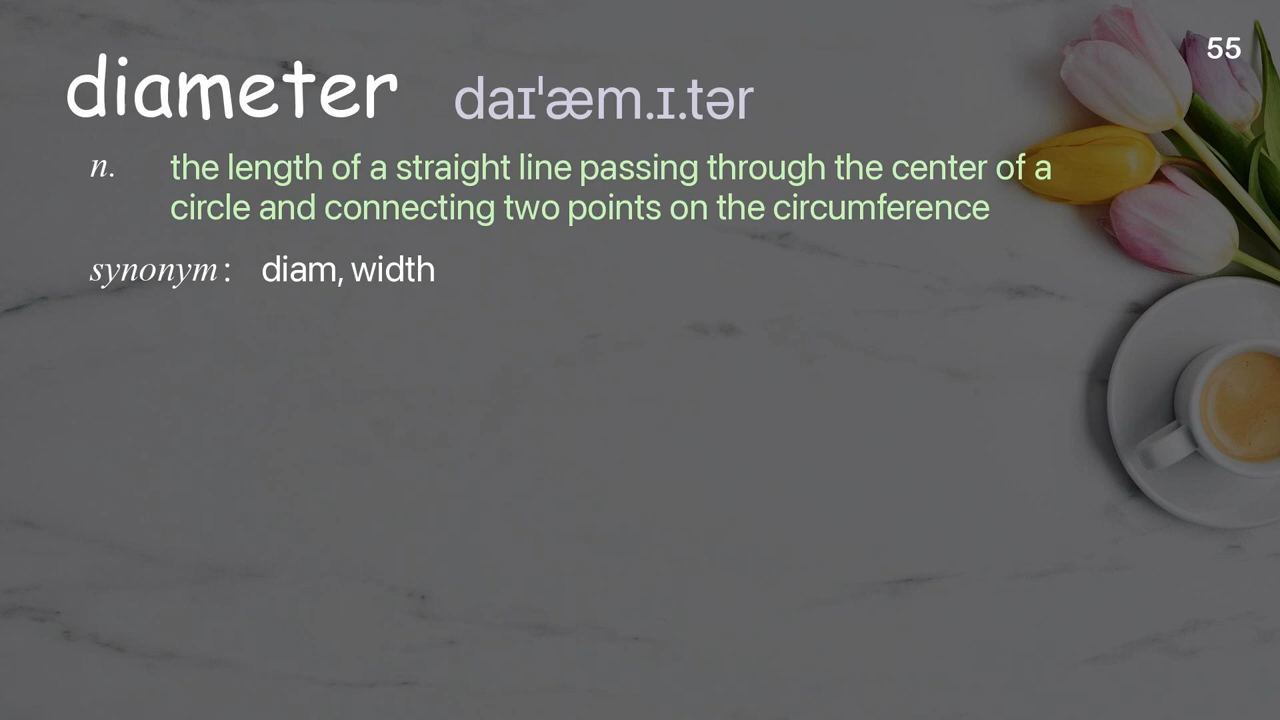 55
diameter daɪˈæm.ɪ.tər
n. the length of a straight line passing through the center of a
circle and connecting two points on the circumference
synonym: diam, width